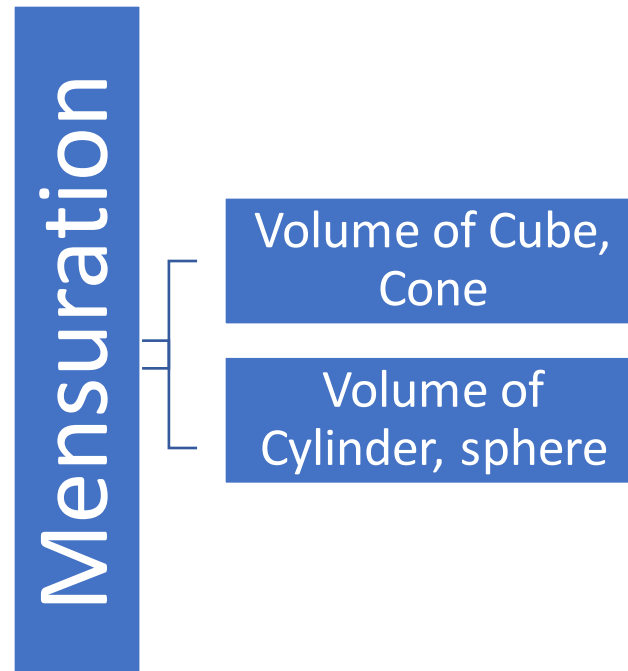 Mensuration
Volume of Cube,
Cone
Volume of
Cylinder, sphere